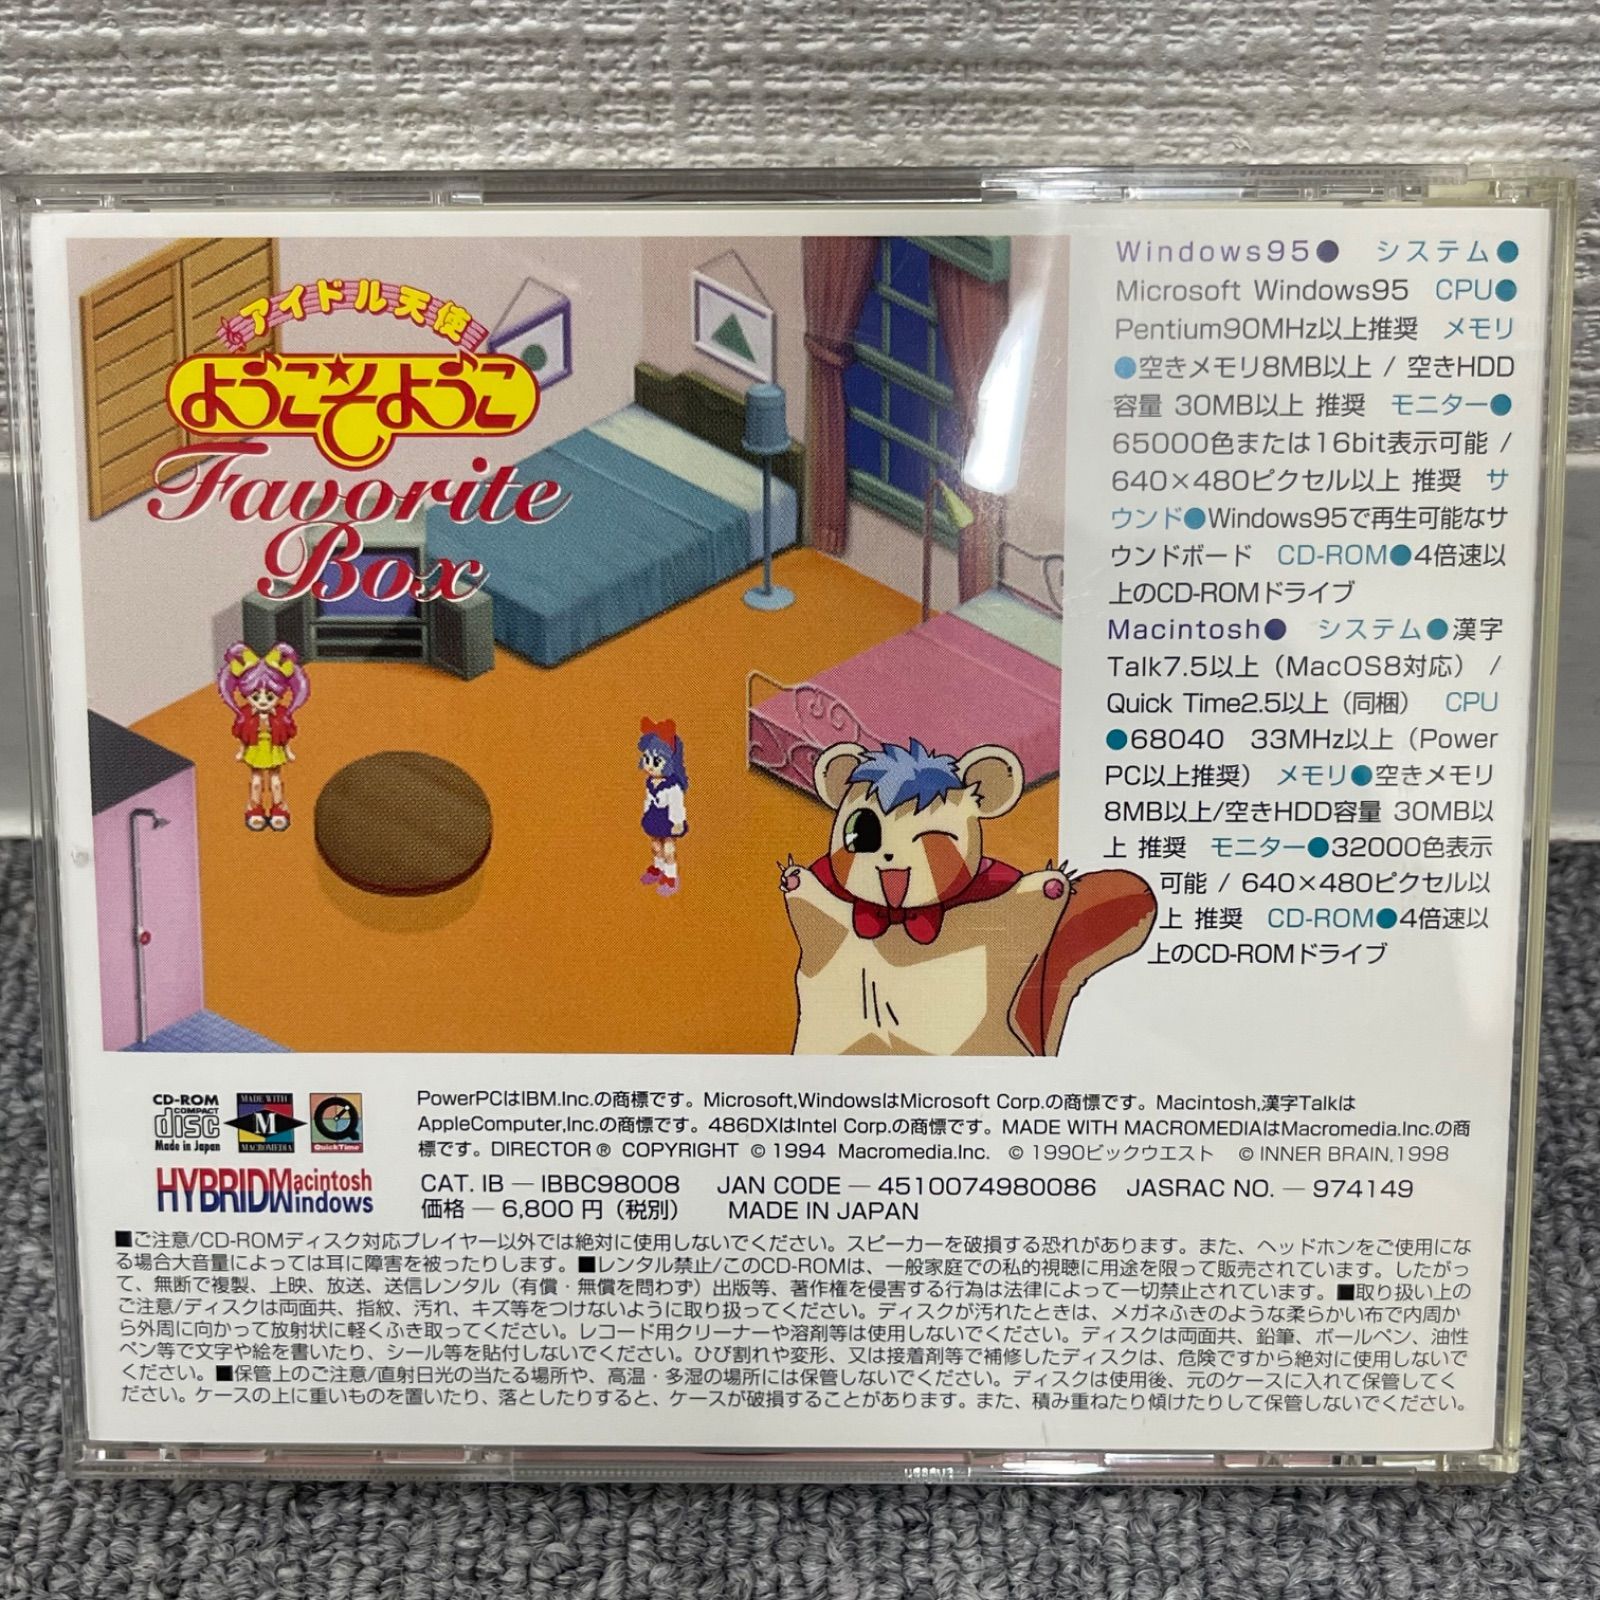 アイドル天使
ようこそようこ
Favorite
Box
Windows95● システム●
Microsoft Windows95 CPU●
Pentium90MHz以上推奨 メモリ
●空きメモリ8MB以上 / 空きHDD
容量 30MB以上 推奨 モニター●
65000色または16bit表示可能 /
640×480ピクセル以上 推奨 サ
ウンド●Windows95で再生可能なサ
ウンドボード CD-ROM●4倍速以
上のCD-ROMドライブ
Macintosh● システム●漢字
Talk7.5以上（MacOS8対応） /
Quick Time2.5以上（同梱） CPU
●68040 33MHz以上（Power
PC以上推奨） メモリ●空きメモリ
8MB以上/空きHDD容量 30MB以
上 推奨 モニター●32000色表示
可能 / 640×480ピクセル以
上 推奨 CD-ROM●4倍速以
上のCD-ROMドライブ
CD-ROM
COMPACT
disc
Made in Japan
MADE WITH
M
MACROMEDIA
QuickTime
HYBRID Macintosh
Windows
PowerPCはIBM.Inc.の商標です。Microsoft,WindowsはMicrosoft Corp.の商標です。Macintosh,漢字Talkは
AppleComputer,Inc.の商標です。486DXはIntel Corp.の商標です。MADE WITH MACROMEDIAはMacromedia.Inc.の商
標です。DIRECTOR ® COPYRIGHT © 1994 Macromedia.Inc. © 1990ビックウエスト © INNER BRAIN,1998
CAT. IB — IBBC98008 JAN CODE — 4510074980086 JASRAC NO. — 974149
価格 — 6,800 円（税別） MADE IN JAPAN
■ご注意/CD-ROMディスク対応プレイヤー以外では絶対に使用しないでください。スピーカーを破損する恐れがあります。また、ヘッドホンをご使用にな
る場合大音量によっては耳に障害を被ったりします。■レンタル禁止/このCD-ROMは、一般家庭での私的視聴に用途を限って販売されています。したがっ
て、無断で複製、上映、放送、送信レンタル（有償・無償を問わず）出版等、著作権を侵害する行為は法律によって一切禁止されています。■取り扱い上の
ご注意/ディスクは両面共、指紋、汚れ、キズ等をつけないように取り扱ってください。ディスクが汚れたときは、メガネふきのような柔らかい布で内周か
ら外周に向かって放射状に軽くふき取ってください。レコード用クリーナーや溶剤等は使用しないでください。ディスクは両面共、鉛筆、ボールペン、油性
ペン等で文字や絵を書いたり、シール等を貼付しないでください。ひび割れや変形、又は接着剤等で補修したディスクは、危険ですから絶対に使用しないで
ください。■保管上のご注意/直射日光の当たる場所や、高温・多湿の場所には保管しないでください。ディスクは使用後、元のケースに入れて保管してく
ださい。ケースの上に重いものを置いたり、落としたりすると、ケースが破損することがあります。また、積み重ねたり傾けたりして保管しないでください。